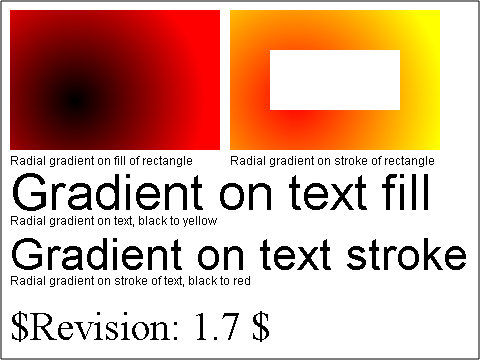 Radial gradient on fill of rectangle
Radial gradient on stroke of rectangle
Gradient on text fill
Radial gradient on text, black to yellow
Gradient on text stroke
Radial gradient on stroke of text, black to red
$Revision: 1.7 $